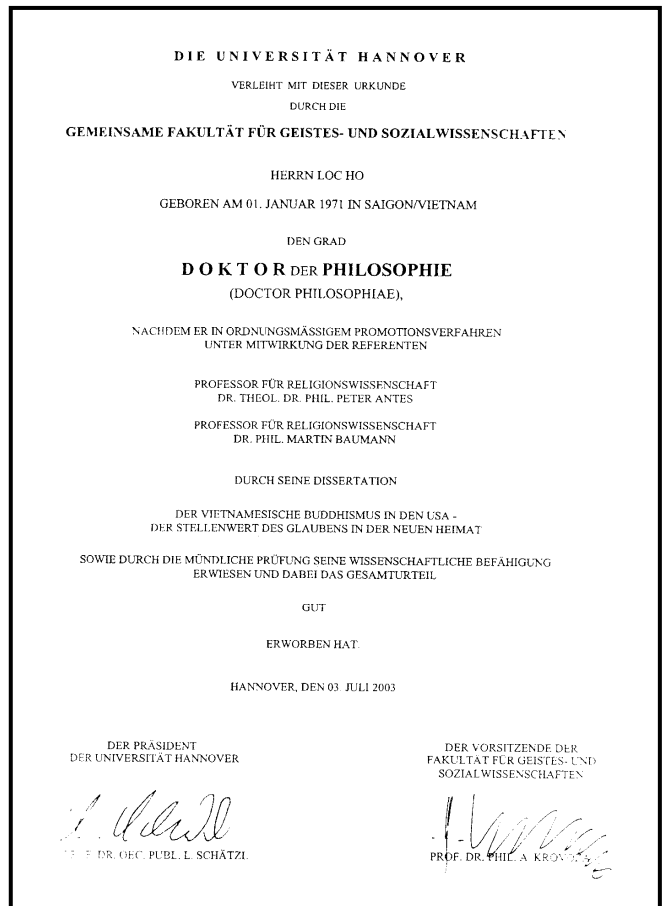 DIE UNIVERSITÄT HANNOVER
VERLEIHT MIT DIESER URKUNDE
DURCH DIE
GEMEINSAME FAKULTÄT FÜR GEISTES- UND SOZIALWISSENSCHAFTEN
HERRN LOC HO
GEBOREN AM 01. JANUAR 1971 IN SAIGON/VIETNAM
DEN GRAD
DOKTOR DER PHILOSOPHIE
(DOCTOR PHILOSOPHIAE),
NACHDEM ER IN ORDNUNGSMÄSSIGEM PROMOTIONSVERFAHREN
UNTER MITWIRKUNG DER REFERENTEN
PROFESSOR FÜR RELIGIONSWISSENSCHAFT
DR. THEOL. DR. PHIL. PETER ANTES
PROFESSOR FÜR RELIGIONSWISSENSCHAFT
DR. PHIL. MARTIN BAUMANN
DURCH SEINE DISSERTATION
DER VIETNAMESISCHE BUDDHISMUS IN DEN USA -
DER STELLENWERT DES GLAUBENS IN DER NEUEN HEIMAT
SOWIE DURCH DIE MÜNDLICHE PRÜFUNG SEINE WISSENSCHAFTLICHE BEFÄHIGUNG
ERWIESEN UND DABEI DAS GESAMTURTEIL
GUT
ERWORBEN HAT.
HANNOVER, DEN 03. JULI 2003
DER PRÄSIDENT
DER UNIVERSITÄT HANNOVER
DR. OEC. PUBL. L. SCHÄTZL
DER VORSITZENDE DER
FAKULTÄT FÜR GEISTES- UND
SOZIALWISSENSCHAFTEN
PROF. DR. PHIL. A.